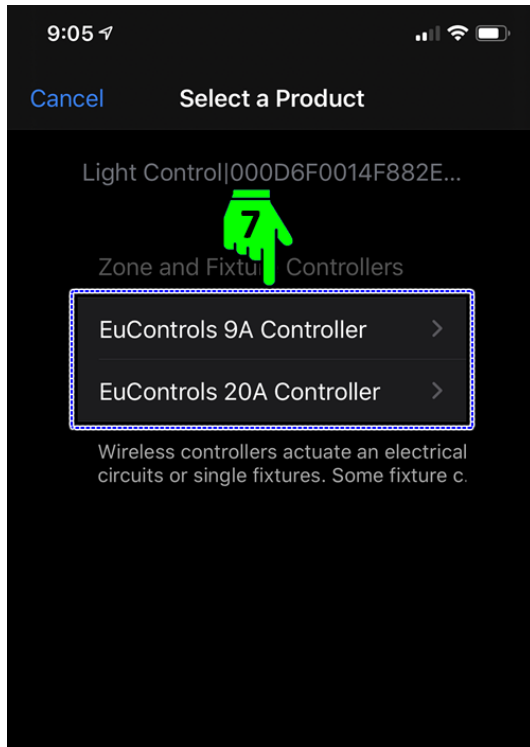 9:05
Cancel Select a Product
Light Control|000D6F0014F882E...
7
Zone and Fixtu Controllers
EuControls 9A Controller
EuControls 20A Controller
Wireless controllers actuate an electrical
circuits or single fixtures. Some fixture c.